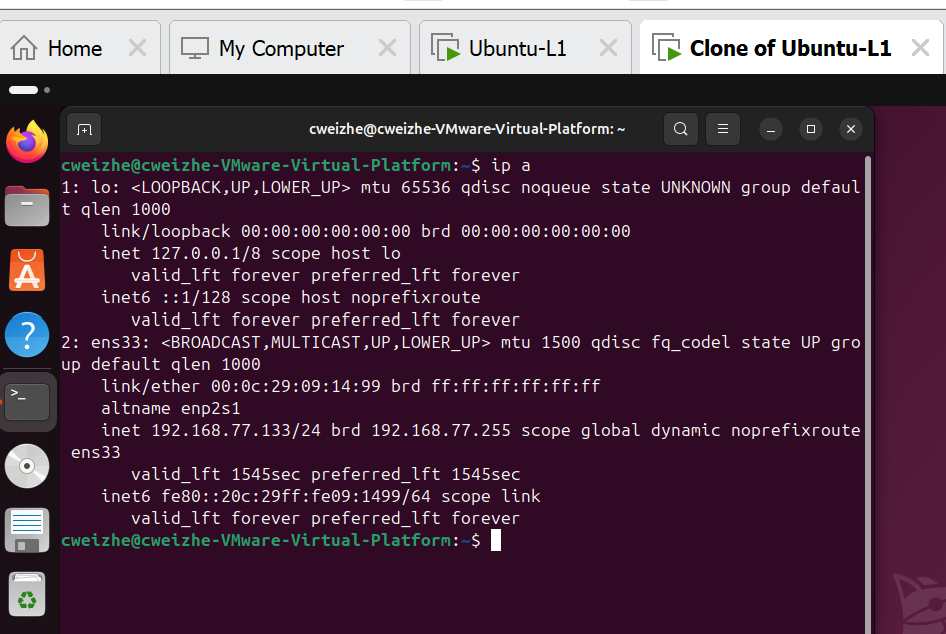 Home
My Computer
Ubuntu-L1
Clone of Ubuntu-L1
cweizhe@cweizhe-VMware-Virtual-Platform: ~
cweizhe@cweizhe-VMware-Virtual-Platform:~$ ip a
1: lo: <LOOPBACK,UP,LOWER_UP> mtu 65536 qdisc noqueue state UNKNOWN group defaul
t qlen 1000
    link/loopback 00:00:00:00:00:00 brd 00:00:00:00:00:00
    inet 127.0.0.1/8 scope host lo
       valid_lft forever preferred_lft forever
    inet6 ::1/128 scope host noprefixroute
       valid_lft forever preferred_lft forever
2: ens33: <BROADCAST,MULTICAST,UP,LOWER_UP> mtu 1500 qdisc fq_codel state UP gro
up default qlen 1000
    link/ether 00:0c:29:09:14:99 brd ff:ff:ff:ff:ff:ff
    altname enp2s1
    inet 192.168.77.133/24 brd 192.168.77.255 scope global dynamic noprefixroute
 ens33
       valid_lft 1545sec preferred_lft 1545sec
    inet6 fe80::20c:29ff:fe09:1499/64 scope link
       valid_lft forever preferred_lft forever
cweizhe@cweizhe-VMware-Virtual-Platform:~$